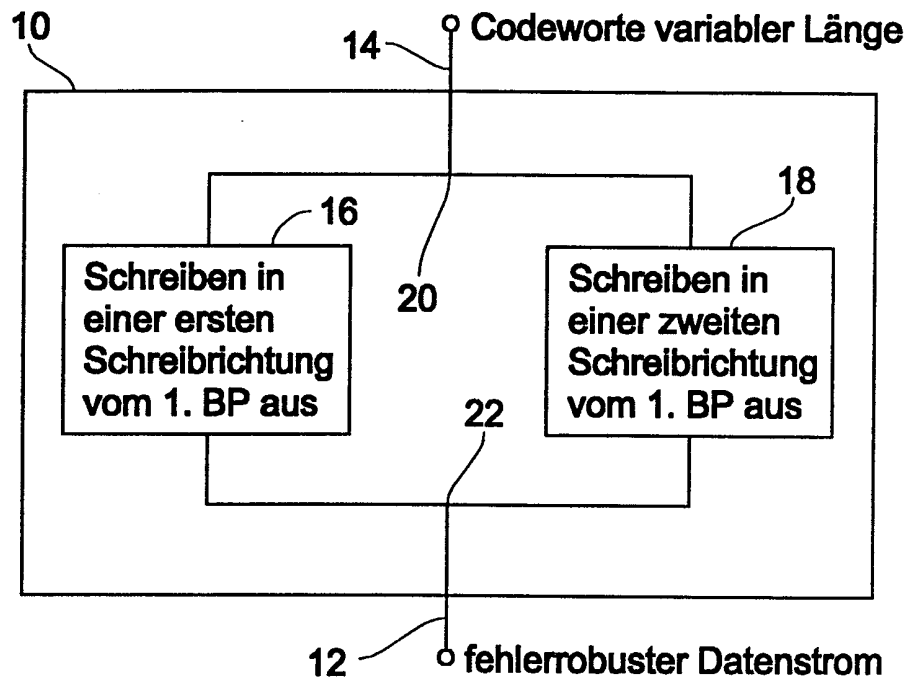 10
14
Codeworte variabler Länge
16
18
20
Schreiben in
einer ersten
Schreibrichtung
vom 1. BP aus
Schreiben in
einer zweiten
Schreibrichtung
vom 1. BP aus
22
12
fehlerrobuster Datenstrom